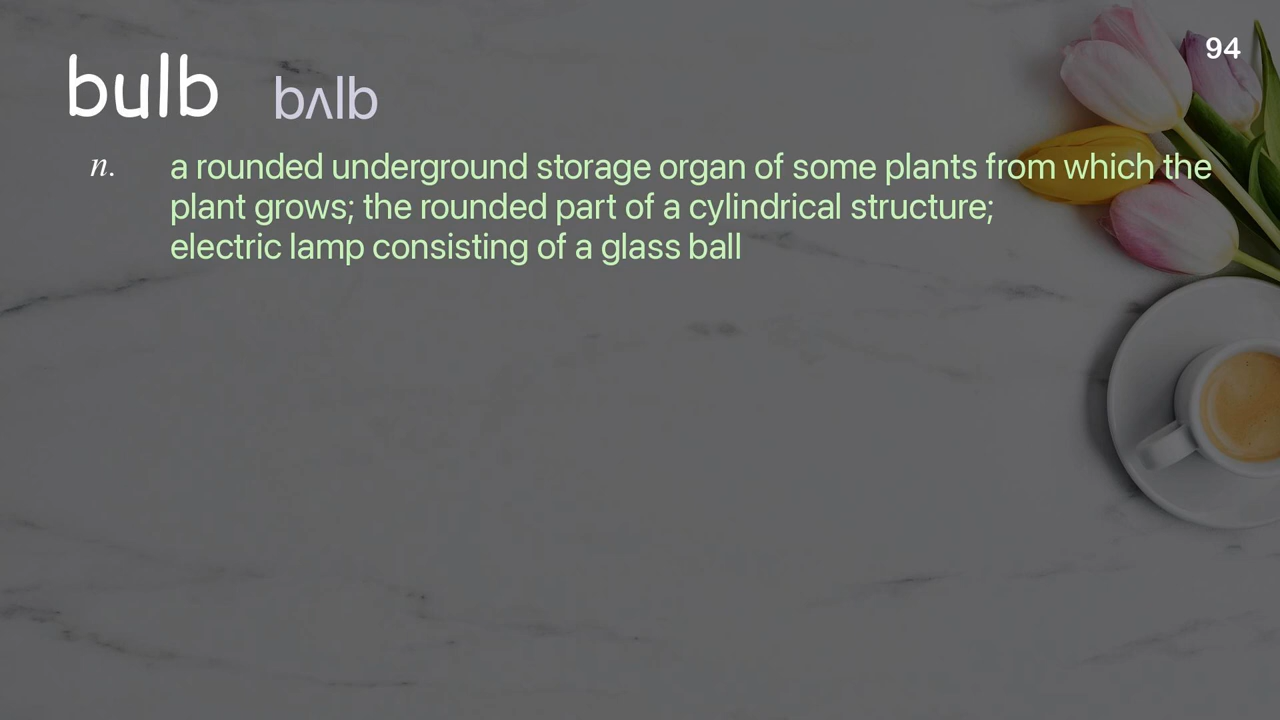 94
bulb bʌlb
n. a rounded underground storage organ of some plants from which the
plant grows; the rounded part of a cylindrical structure;
electric lamp consisting of a glass ball